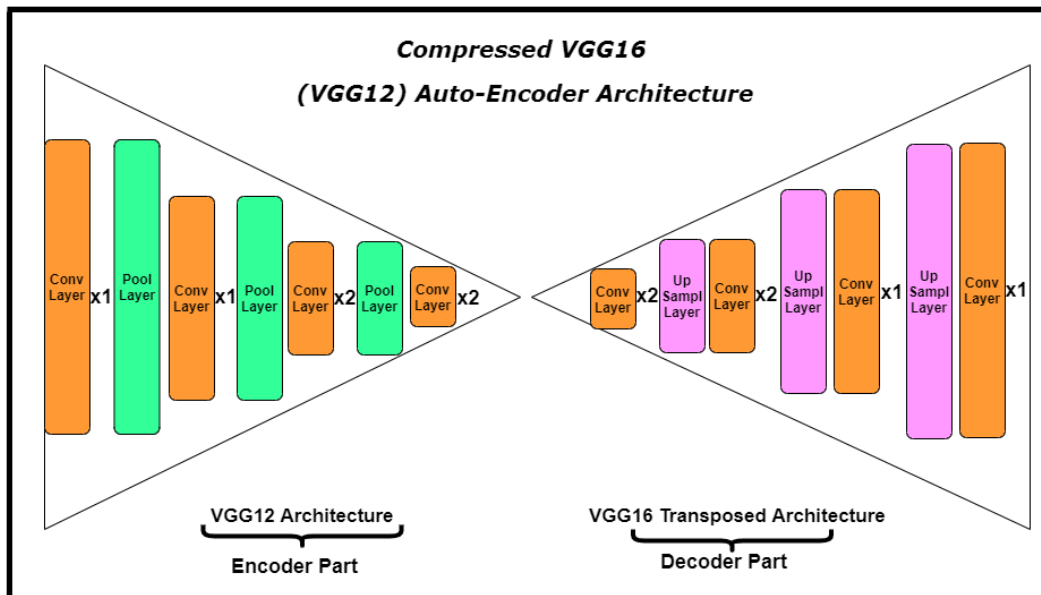 Compressed VGG16
(VGG12) Auto-Encoder Architecture
Conv
Layer
x1
Pool
Layer
Conv
Layer
x1
Pool
Layer
Conv
Layer
x2
Pool
Layer
Conv
Layer
x2
Conv
Layer
x2
Up
Sampl
Layer
Conv
Layer
x2
Up
Sampl
Layer
Conv
Layer
x1
Up
Sampl
Layer
Conv
Layer
x1
VGG12 Architecture
Encoder Part
VGG16 Transposed Architecture
Decoder Part